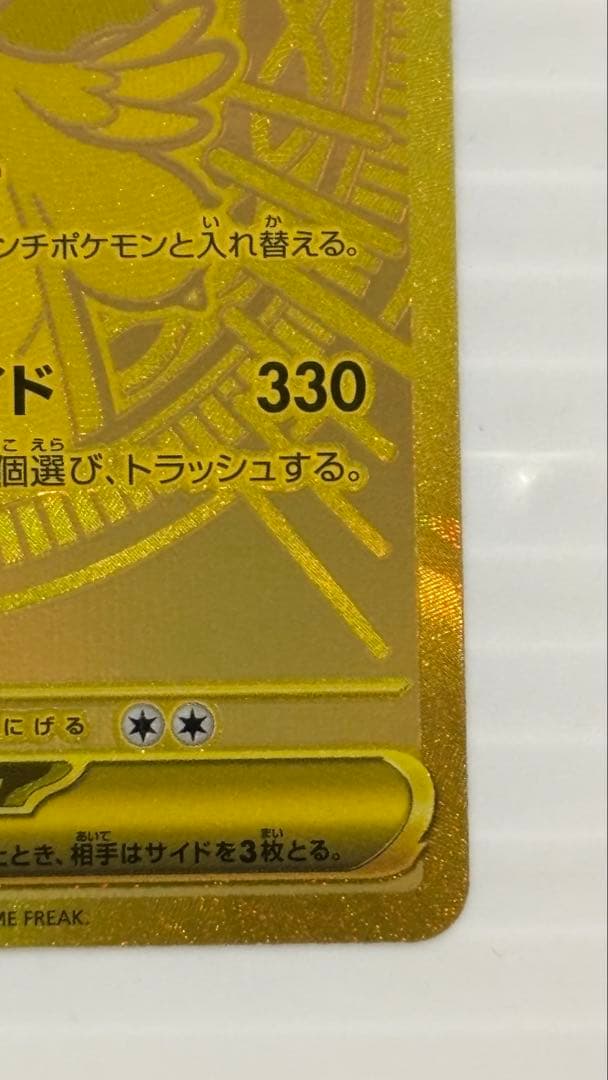 ンチポケモンと入れ替える。
ド 330
個選び、トラッシュする。
にげる
とき、相手はサイドを3枚とる。
ME FREAK.